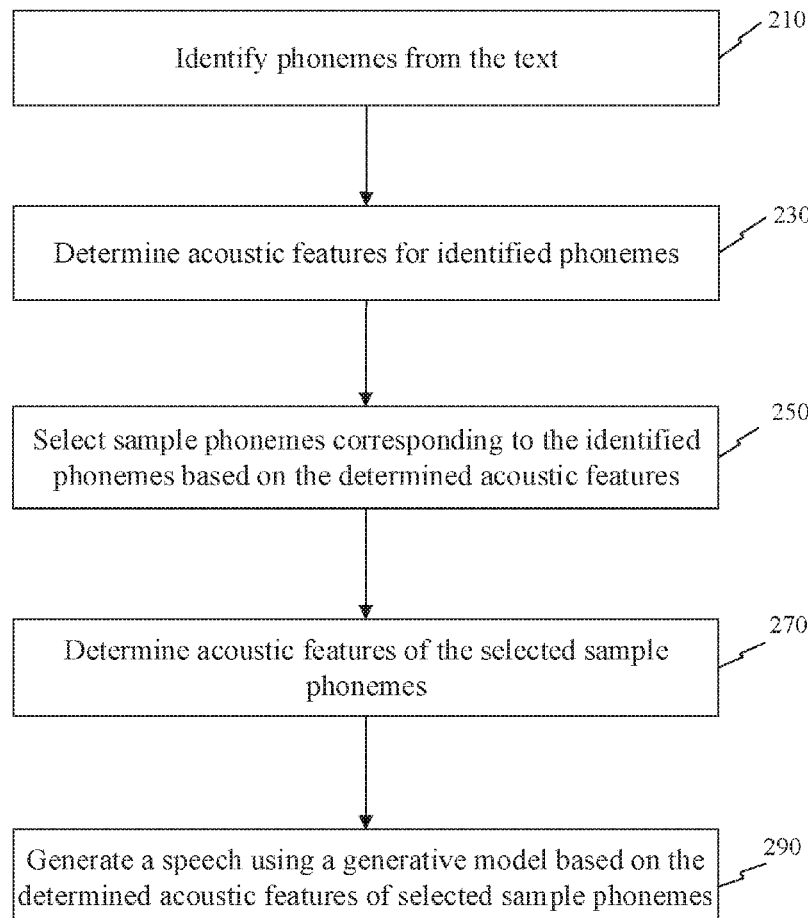 210
Identify phonemes from the text
230
Determine acoustic features for identified phonemes
250
Select sample phonemes corresponding to the identified
phonemes based on the determined acoustic features
270
Determine acoustic features of the selected sample
phonemes
290
Generate a speech using a generative model based on the
determined acoustic features of selected sample phonemes